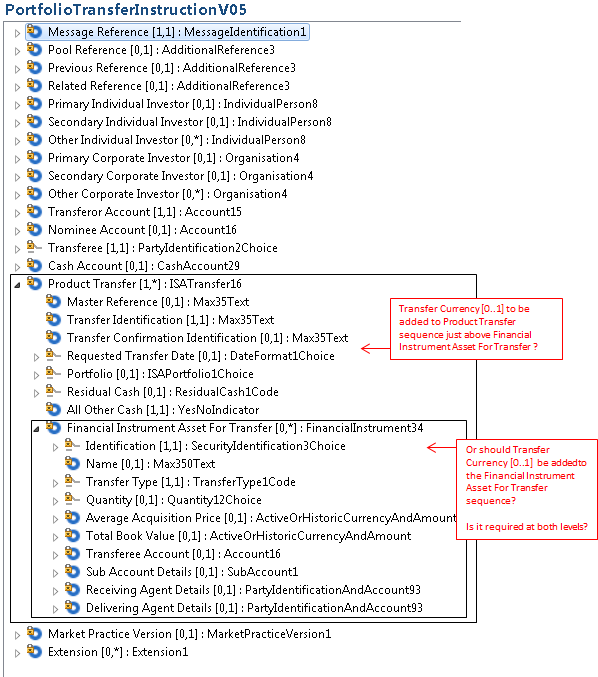 PortfolioTransferInstructionV05
Message Reference [1,1] : MessageIdentification1
Pool Reference [0,1] : AdditionalReference3
Previous Reference [0,1] : AdditionalReference3
Related Reference [0,1] : AdditionalReference3
Primary Individual Investor [0,1] : IndividualPerson8
Secondary Individual Investor [0,1] : IndividualPerson8
Other Individual Investor [0,*] : IndividualPerson8
Primary Corporate Investor [0,1] : Organisation4
Secondary Corporate Investor [0,1] : Organisation4
Other Corporate Investor [0,*] : Organisation4
Transferor Account [1,1] : Account15
Nominee Account [0,1] : Account16
Transferee [1,1] : PartyIdentification2Choice
Cash Account [0,1] : CashAccount29
Product Transfer [1,*] : ISATransfer16
Master Reference [0,1] : Max35Text
Transfer Identification [1,1] : Max35Text
Transfer Confirmation Identification [0,1] : Max35Text
Requested Transfer Date [0,1] : DateFormat1Choice
Portfolio [0,1] : ISAPortfolio1Choice
Residual Cash [0,1] : ResidualCash1Code
All Other Cash [1,1] : YesNoIndicator
Transfer Currency [0..1] to be
added to Product Transfer
sequence just above Financial
Instrument Asset For Transfer ?
Financial Instrument Asset For Transfer [0,*] : FinancialInstrument34
Identification [1,1] : SecurityIdentification3Choice
Name [0,1] : Max350Text
Transfer Type [1,1] : TransferType1Code
Quantity [0,1] : Quantity12Choice
Average Acquisition Price [0,1] : ActiveOrHistoricCurrencyAndAmount
Total Book Value [0,1] : ActiveOrHistoricCurrencyAndAmount
Transferee Account [0,1] : Account16
Sub Account Details [0,1] : SubAccount1
Receiving Agent Details [0,1] : PartyIdentificationAndAccount93
Delivering Agent Details [0,1] : PartyIdentificationAndAccount93
Or should Transfer
Currency [0..1] be addedto
the Financial Instrument
Asset For Transfer
sequence?
Is it required at both levels?
Market Practice Version [0,1] : MarketPracticeVersion1
Extension [0,*] : Extension1